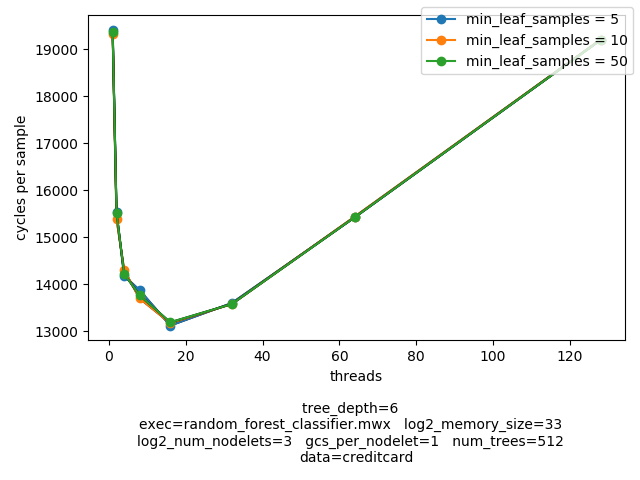 min_leaf_samples = 5
min_leaf_samples = 10
min_leaf_samples = 50
19000
18000
17000
16000
15000
14000
13000
cycles per sample
0 20 40 60 80 100 120
threads
tree_depth=6
exec=random_forest_classifier.mwx log2_memory_size=33
log2_num_nodelets=3 gcs_per_nodelet=1 num_trees=512
data=creditcard